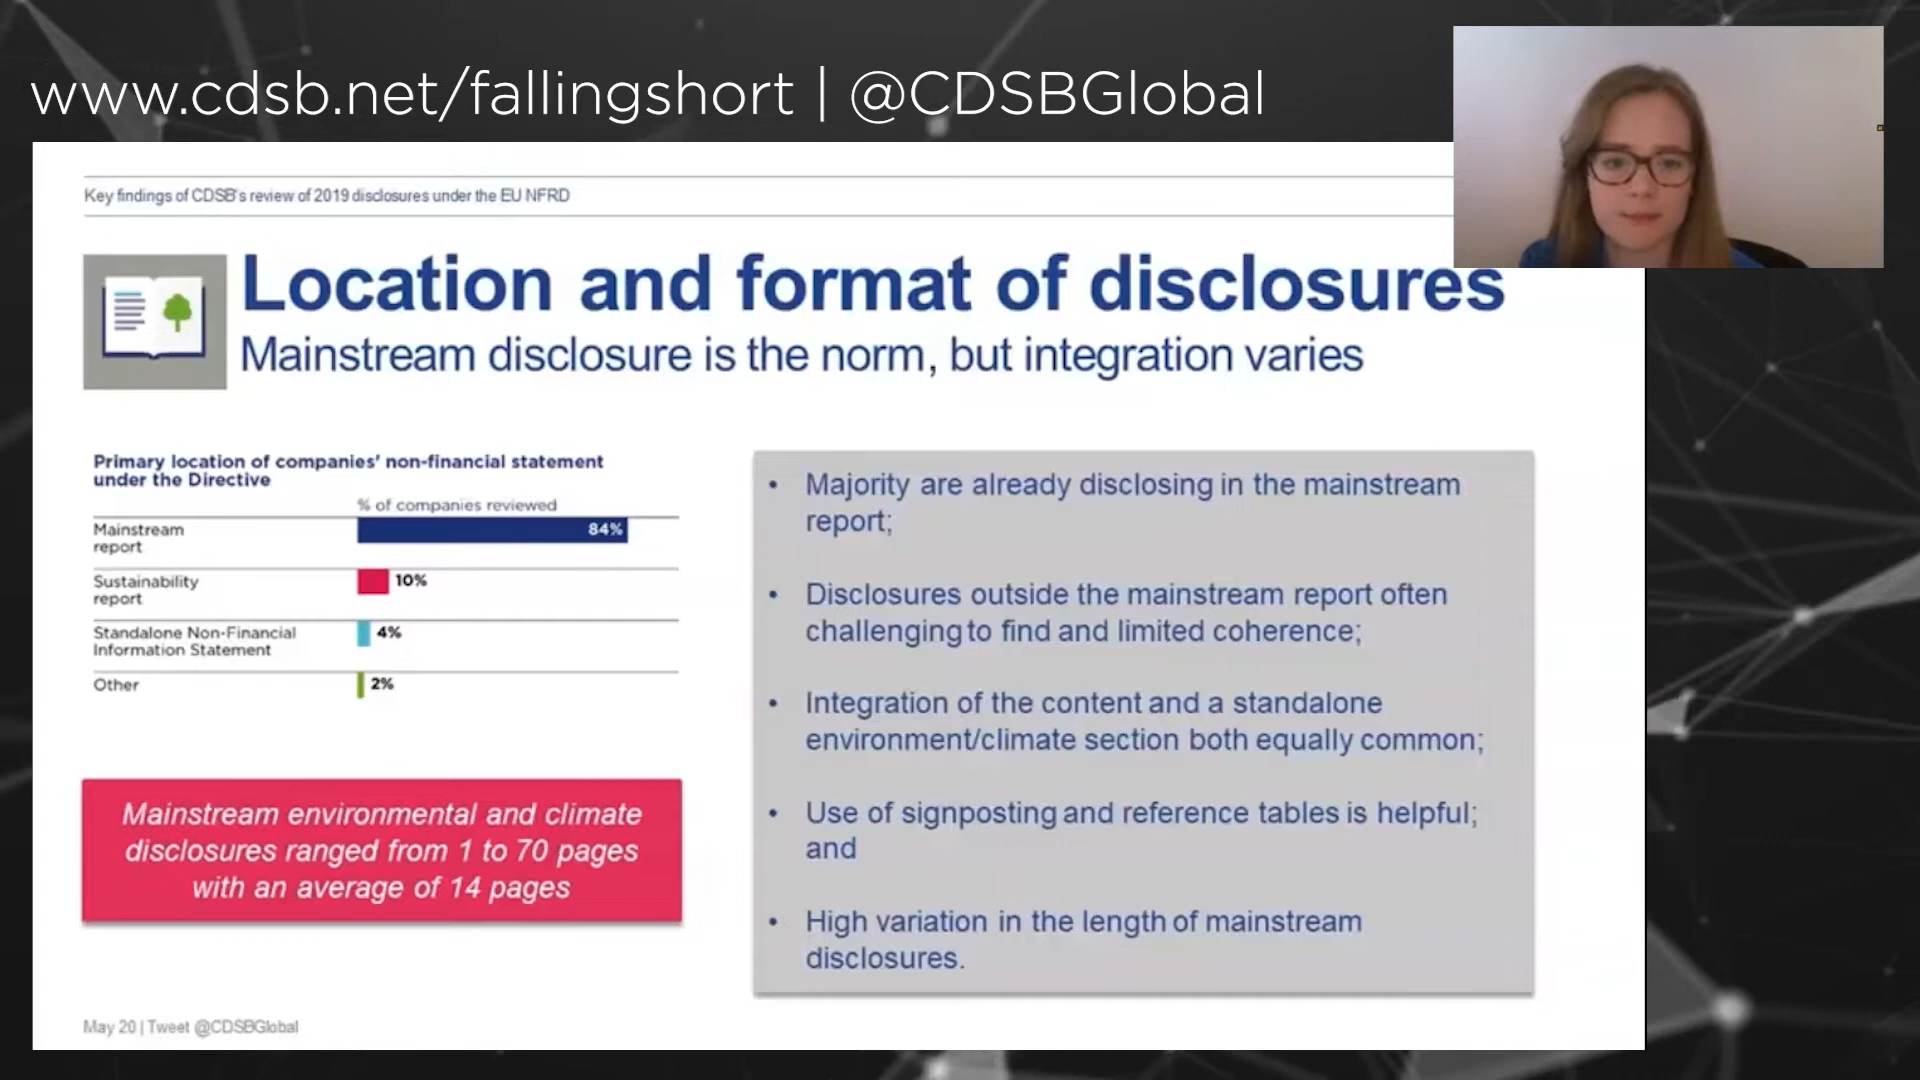 www.cdsb.net/fallingshort | @CDSBGlobal
Key findings of CDSB's review of 2019 disclosures under the EU NFRD
Location and format of disclosures
Mainstream disclosure is the norm, but integration varies
Primary location of companies' non-financial statement
under the Directive
% of companies reviewed
Mainstream
report
84%
Sustainability
report
10%
Standalone Non-Financial
Information Statement
4%
Other
2%
Mainstream environmental and climate
disclosures ranged from 1 to 70 pages
with an average of 14 pages
• Majority are already disclosing in the mainstream
report;
• Disclosures outside the mainstream report often
challenging to find and limited coherence;
• Integration of the content and a standalone
environment/climate section both equally common;
• Use of signposting and reference tables is helpful;
and
• High variation in the length of mainstream
disclosures.
May 20 | Tweet @CDSBGlobal